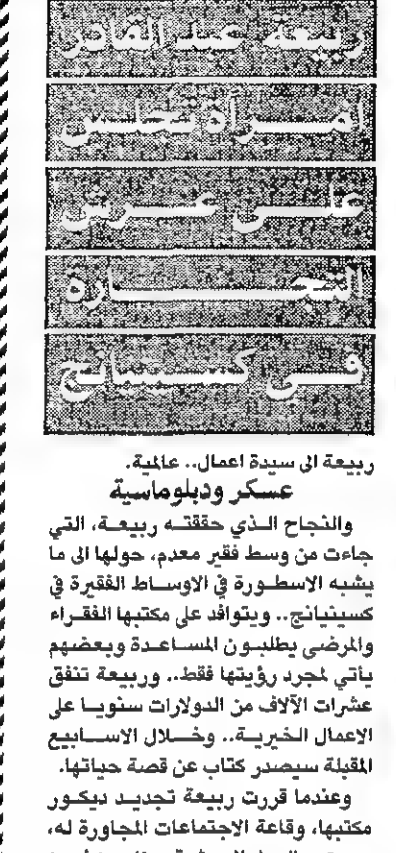 ربيعة عبد القادر
امرأة تجلس
على عرش
التجارة
في كسينيانج
ربيعة الى سيدة اعمال.. عالمية.
عسكر ودبلوماسية
والنجاح الذي حققته ربيعة، التي
جاءت من وسط فقير معدم، حولها الى ما
يشبه الاسطورة في الاوساط الفقيرة في
كسينيانج.. ويتوافد على مكتبها الفقراء
والمرضى يطلبون المساعدة وبعضهم
يأتي لمجرد رؤيتها فقط.. وربيعة تنفق
عشرات الآلاف من الدولارات سنويا على
الاعمال الخيرية.. وخلال الاسابيع
المقبلة سيصدر كتاب عن قصة حياتها.
وعندما قررت ربيعة تجديد ديكور
مكتبها، وقاعة الاجتماعات المجاورة له،